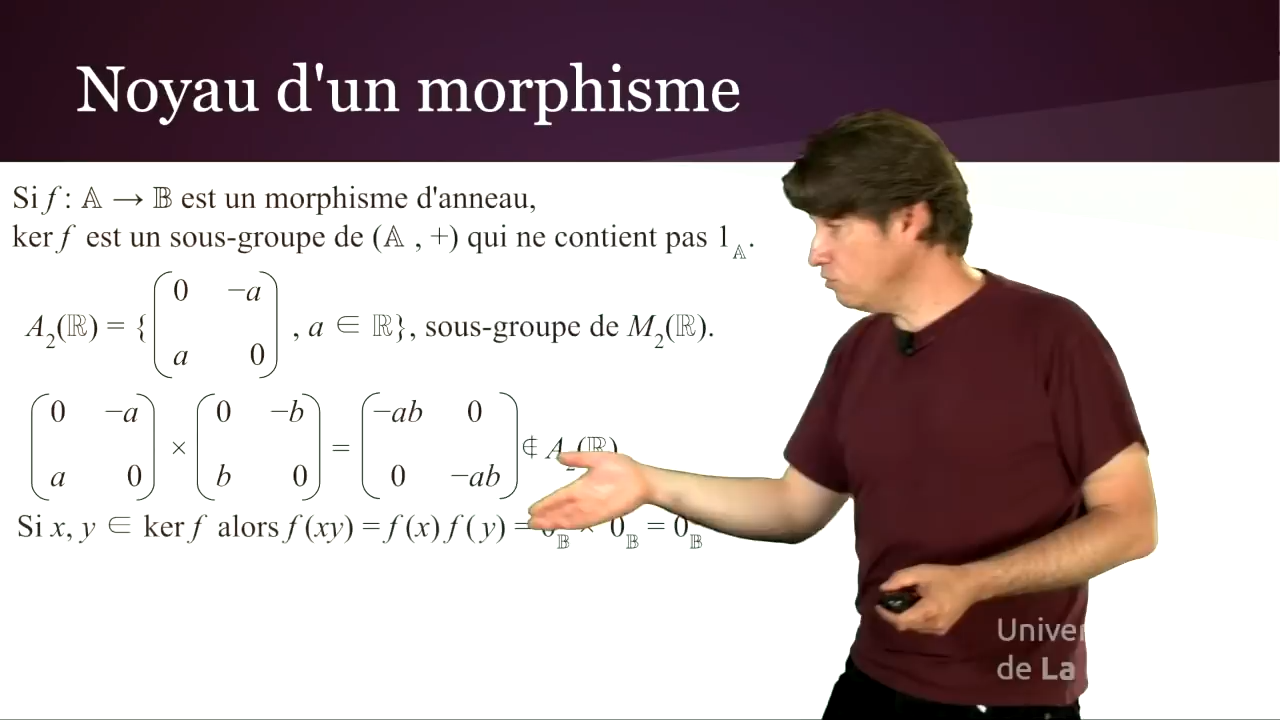 Noyau d'un morphisme
Si f : 𝔸 → 𝔹 est un morphisme d'anneau,
ker f est un sous-groupe de (𝔸 , +) qui ne contient pas 1_𝔸.
A₂(ℝ) = { ( 0 −a ; a 0 ) , a ∈ ℝ}, sous-groupe de M₂(ℝ).
( 0 −a ; a 0 ) × ( 0 −b ; b 0 ) = ( −ab 0 ; 0 −ab ) ∉ A₂(ℝ)
Si x, y ∈ ker f alors f (xy) = f (x) f (y) = 0_𝔹 × 0_𝔹 = 0_𝔹
Univer
de La